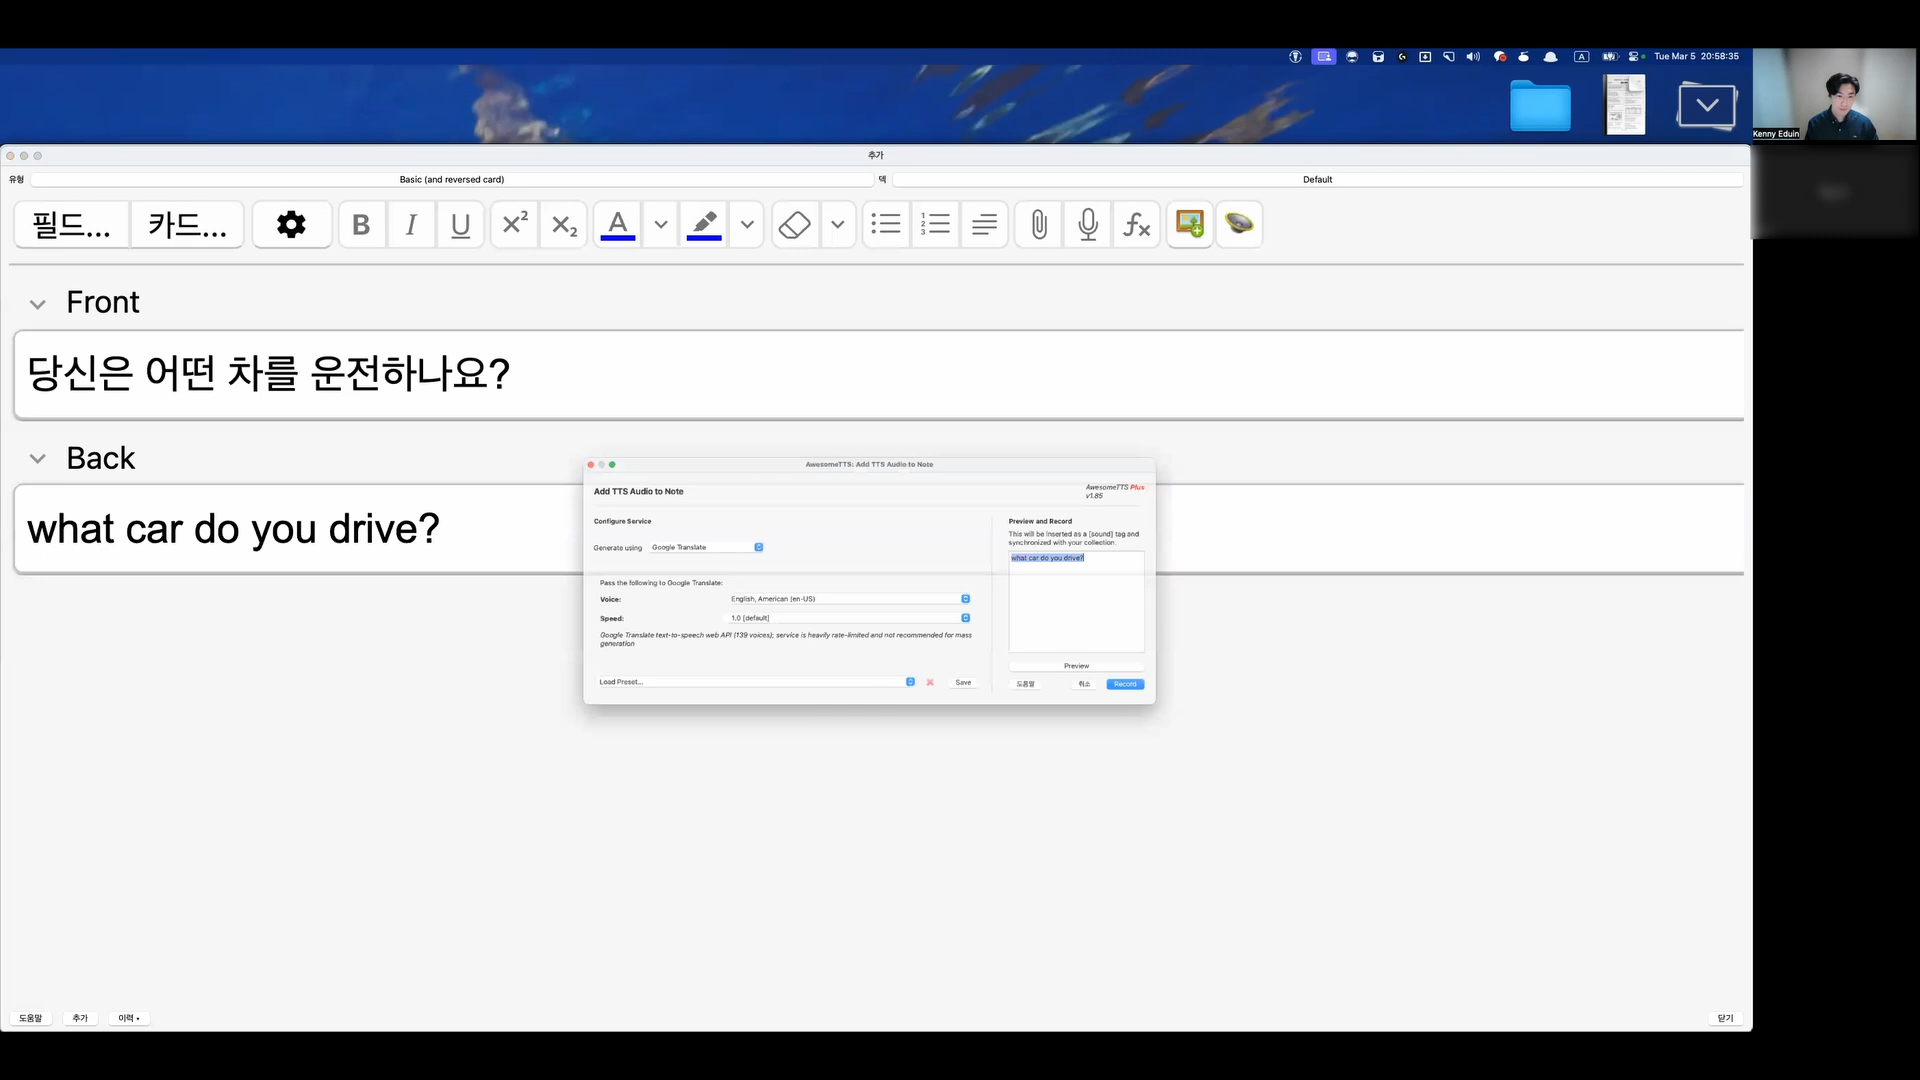 Tue Mar 5 20:58:35
Kenny Eduin
추가
유형 Basic (and reversed card) 덱 Default
필드... 카드... B I U X² X₂ A fx
Front
당신은 어떤 차를 운전하나요?
Back
what car do you drive?
AwesomeTTS: Add TTS Audio to Note
Add TTS Audio to Note
AwesomeTTS Plus
v1.85
Configure Service
Generate using Google Translate
Pass the following to Google Translate:
Voice: English, American (en-US)
Speed: 1.0 [default]
Google Translate text-to-speech web API (139 voices); service is heavily rate-limited and not recommended for mass
generation
Load Preset... Save
Preview and Record
This will be inserted as a [sound] tag and
synchronized with your collection.
what car do you drive?
Preview
도움말 취소 Record
도움말 추가 이력 닫기